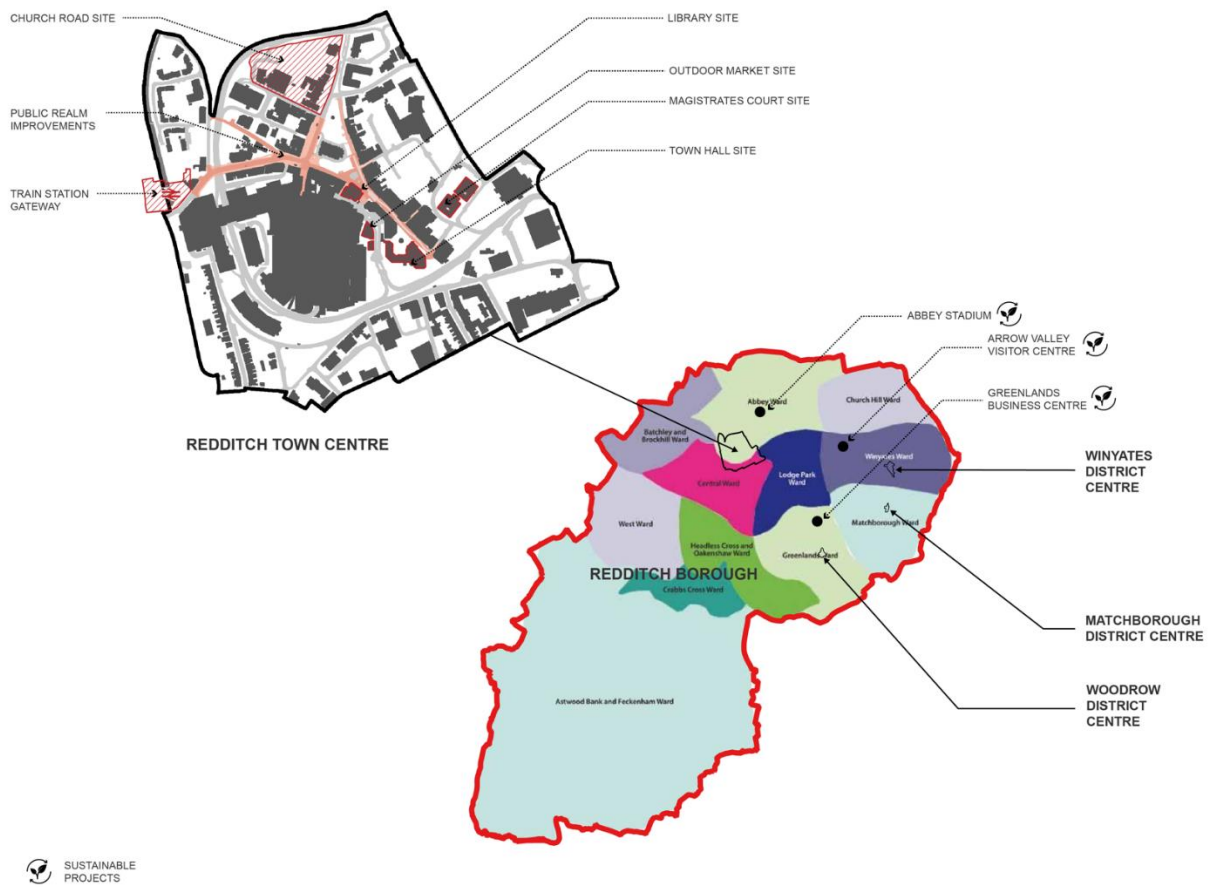 CHURCH ROAD SITE
LIBRARY SITE
OUTDOOR MARKET SITE
MAGISTRATES COURT SITE
PUBLIC REALM
IMPROVEMENTS
TOWN HALL SITE
TRAIN STATION
GATEWAY
REDDITCH TOWN CENTRE
ABBEY STADIUM
ARROW VALLEY
VISITOR CENTRE
GREENLANDS
BUSINESS CENTRE
Abbey Ward
Church Hill Ward
Batchley and
Brockhill Ward
Winyates Ward
Central Ward
Lodge Park
Ward
WINYATES
DISTRICT
CENTRE
West Ward
Matchborough Ward
Headless Cross and
Oakenshaw Ward
Greenlands Ward
REDDITCH BOROUGH
Crabbs Cross Ward
MATCHBOROUGH
DISTRICT CENTRE
WOODROW
DISTRICT
CENTRE
Astwood Bank and Feckenham Ward
SUSTAINABLE
PROJECTS